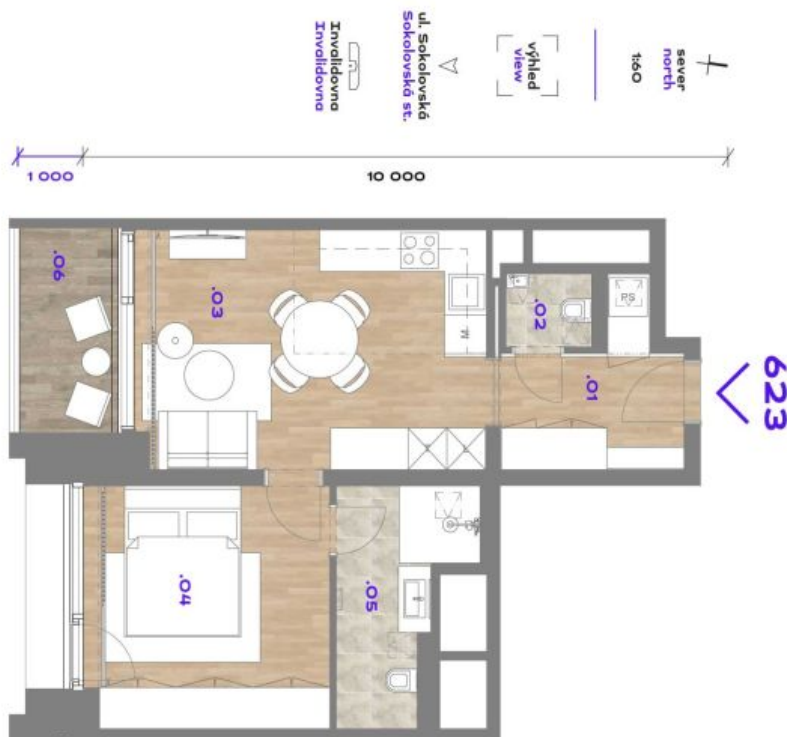 sever
north
1:60
výhled
view
ul. Sokolovská
Sokolovská st.
Invalidovna
Invalidovna
1 000
10 000
623
.06
.03
.02
PS
M
.01
.04
.05